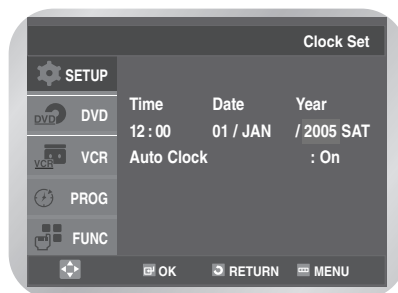 Clock Set
SETUP
DVD DVD
VCR VCR
PROG
FUNC
Time Date Year
12 : 00 01 / JAN / 2005 SAT
Auto Clock : On
OK RETURN MENU